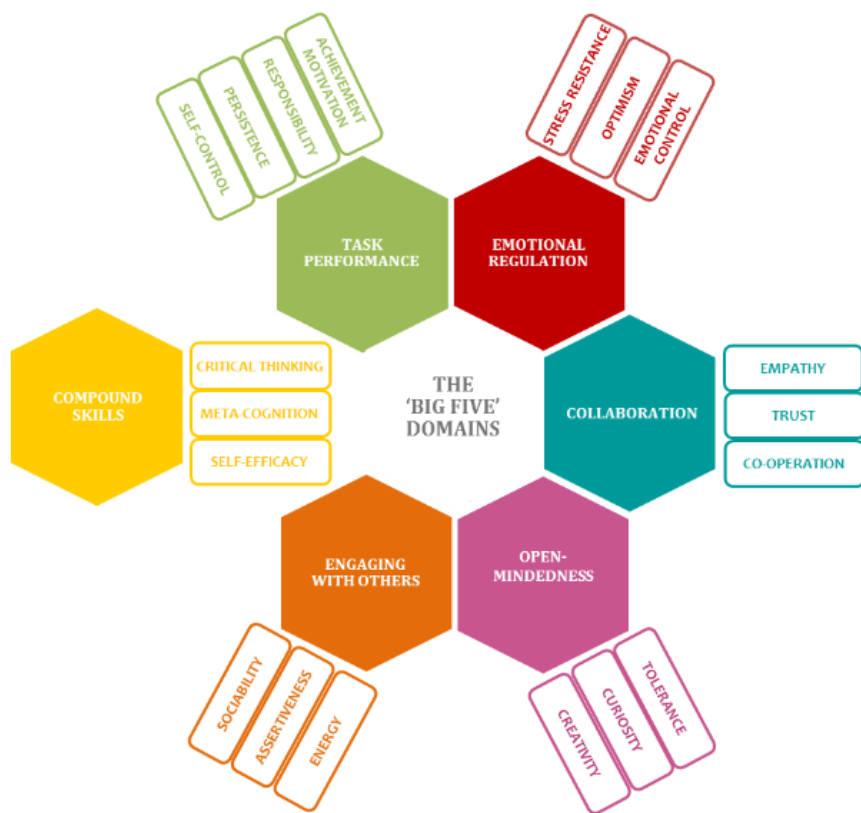 SELF-CONTROL
PERSISTENCE
RESPONSIBILITY
ACHIEVEMENT
MOTIVATION
STRESS RESISTANCE
OPTIMISM
EMOTIONAL
CONTROL
TASK
PERFORMANCE
EMOTIONAL
REGULATION
COMPOUND
SKILLS
CRITICAL THINKING
META-COGNITION
SELF-EFFICACY
THE
‘BIG FIVE’
DOMAINS
COLLABORATION
EMPATHY
TRUST
CO-OPERATION
ENGAGING
WITH OTHERS
OPEN-
MINDEDNESS
SOCIABILITY
ASSERTIVENESS
ENERGY
CREATIVITY
CURIOSITY
TOLERANCE